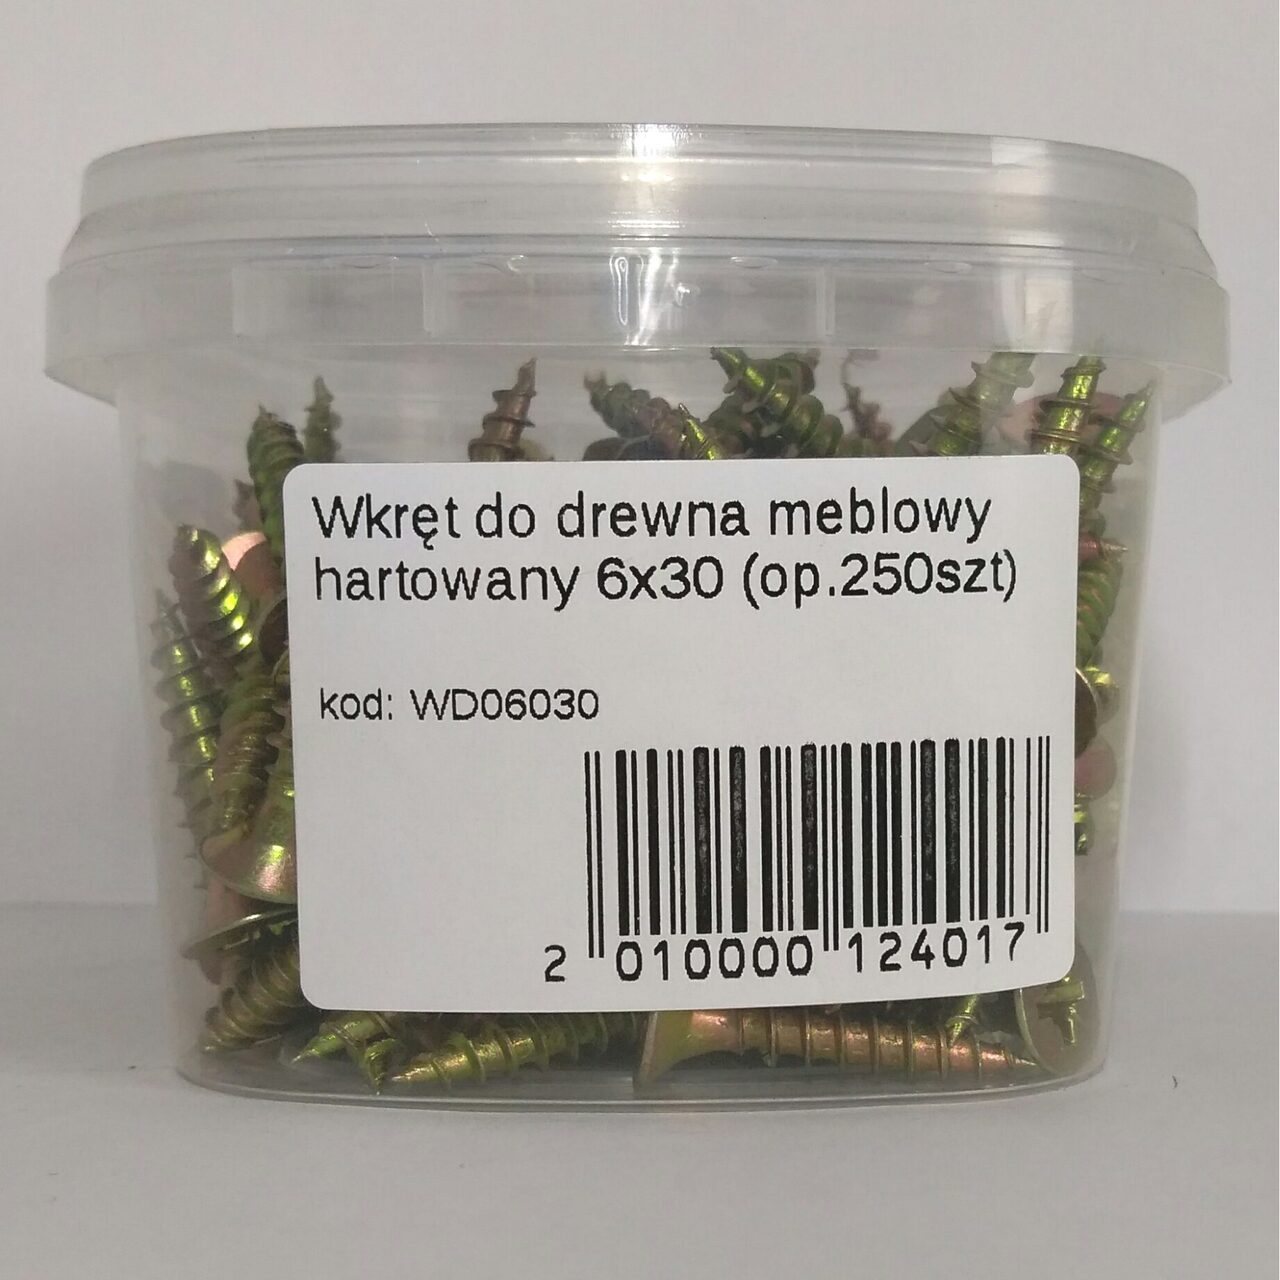 Wkręt do drewna meblowy
hartowany 6x30 (op.250szt)
kod: WD06030
2 010000 124017